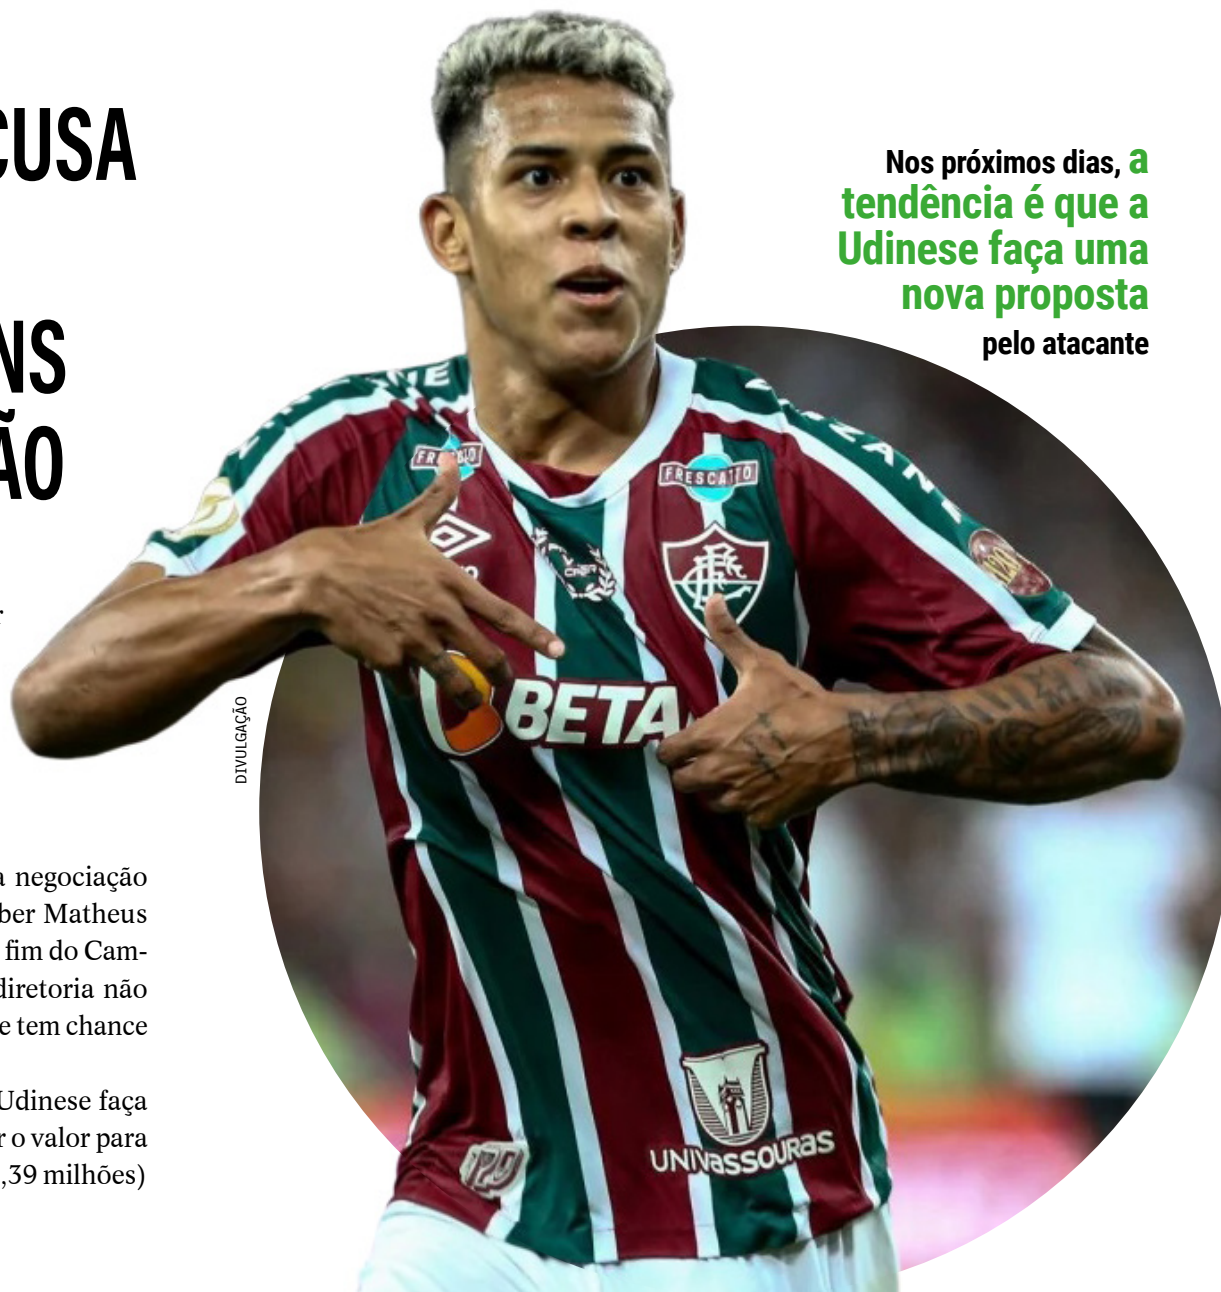 CUSA
NS
ÃO
Nos próximos dias, a
tendência é que a
Udinese faça uma
nova proposta
pelo atacante
DIVULGAÇÃO
a negociação
ber Matheus
fim do Cam-
diretoria não
e tem chance
Udinese faça
r o valor para
,39 milhões)
FRESCATTO
BETA
UNIVASSOURAS